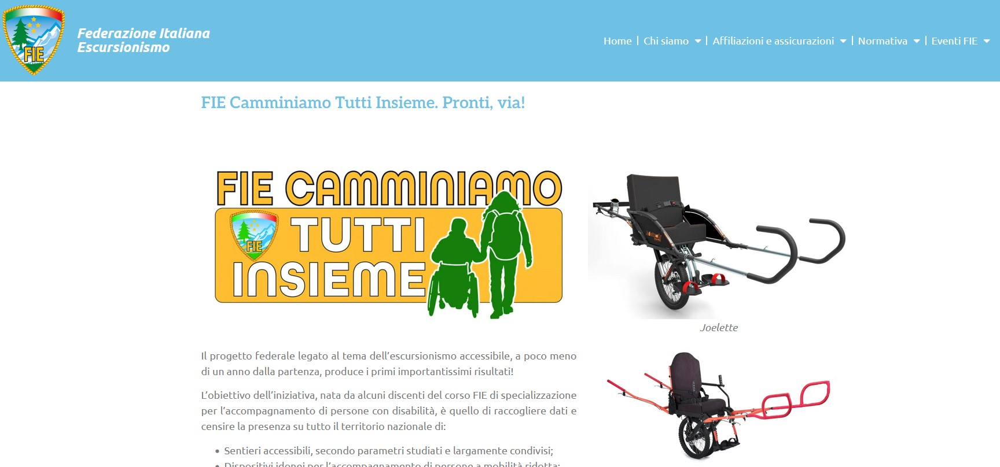 FIE
Federazione Italiana
Escursionismo
Home
Chi siamo
Affiliazioni e assicurazioni
Normativa
Eventi FIE
FIE Camminiamo Tutti Insieme. Pronti, via!
FIE CAMMINIAMO
FIE
TUTTI
INSIEME
Joelette
Il progetto federale legato al tema dell’escursionismo accessibile, a poco meno
di un anno dalla partenza, produce i primi importantissimi risultati!
L’obiettivo dell’iniziativa, nata da alcuni discenti del corso FIE di specializzazione
per l’accompagnamento di persone con disabilità, è quello di raccogliere dati e
censire la presenza su tutto il territorio nazionale di:
• Sentieri accessibili, secondo parametri studiati e largamente condivisi;
• Dispositivi idonei per l’accompagnamento di persone a mobilità ridotta;